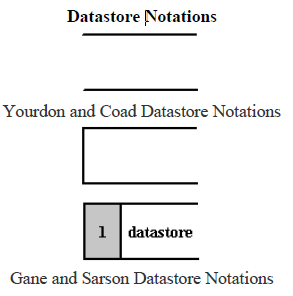 Datastore Notations
Yourdon and Coad Datastore Notations
1 datastore
Gane and Sarson Datastore Notations